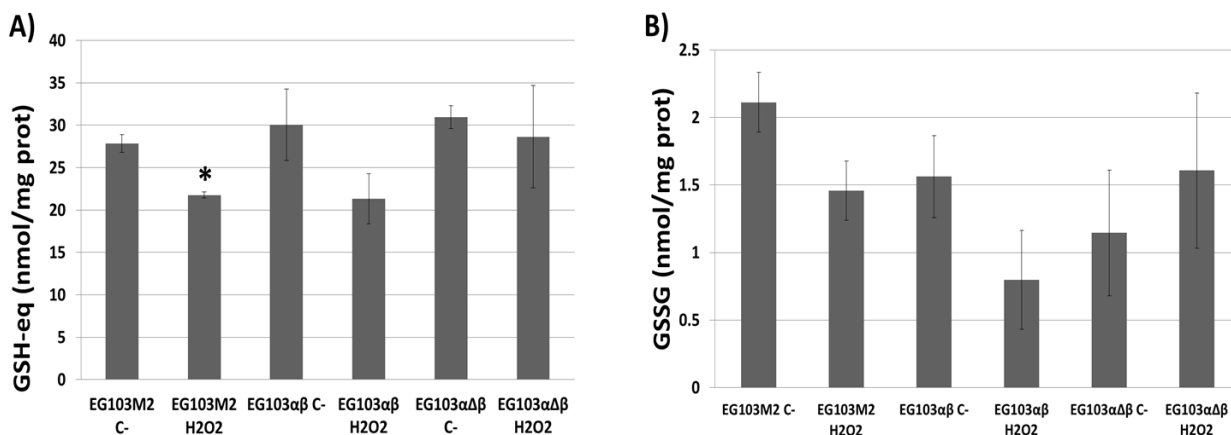 A)
GSH-eq (nmol/mg prot)
40
35
30
25
20
15
10
5
0
*
EG103M2
C-
EG103M2
H2O2
EG103αβ C-
EG103αβ
H2O2
EG103αΔβ
C-
EG103αΔβ
H2O2
B)
GSSG (nmol/mg prot)
2.5
2
1.5
1
0.5
0
EG103M2 C-
EG103M2
H2O2
EG103αβ C-
EG103αβ
H2O2
EG103αΔβ C-
EG103αΔβ
H2O2